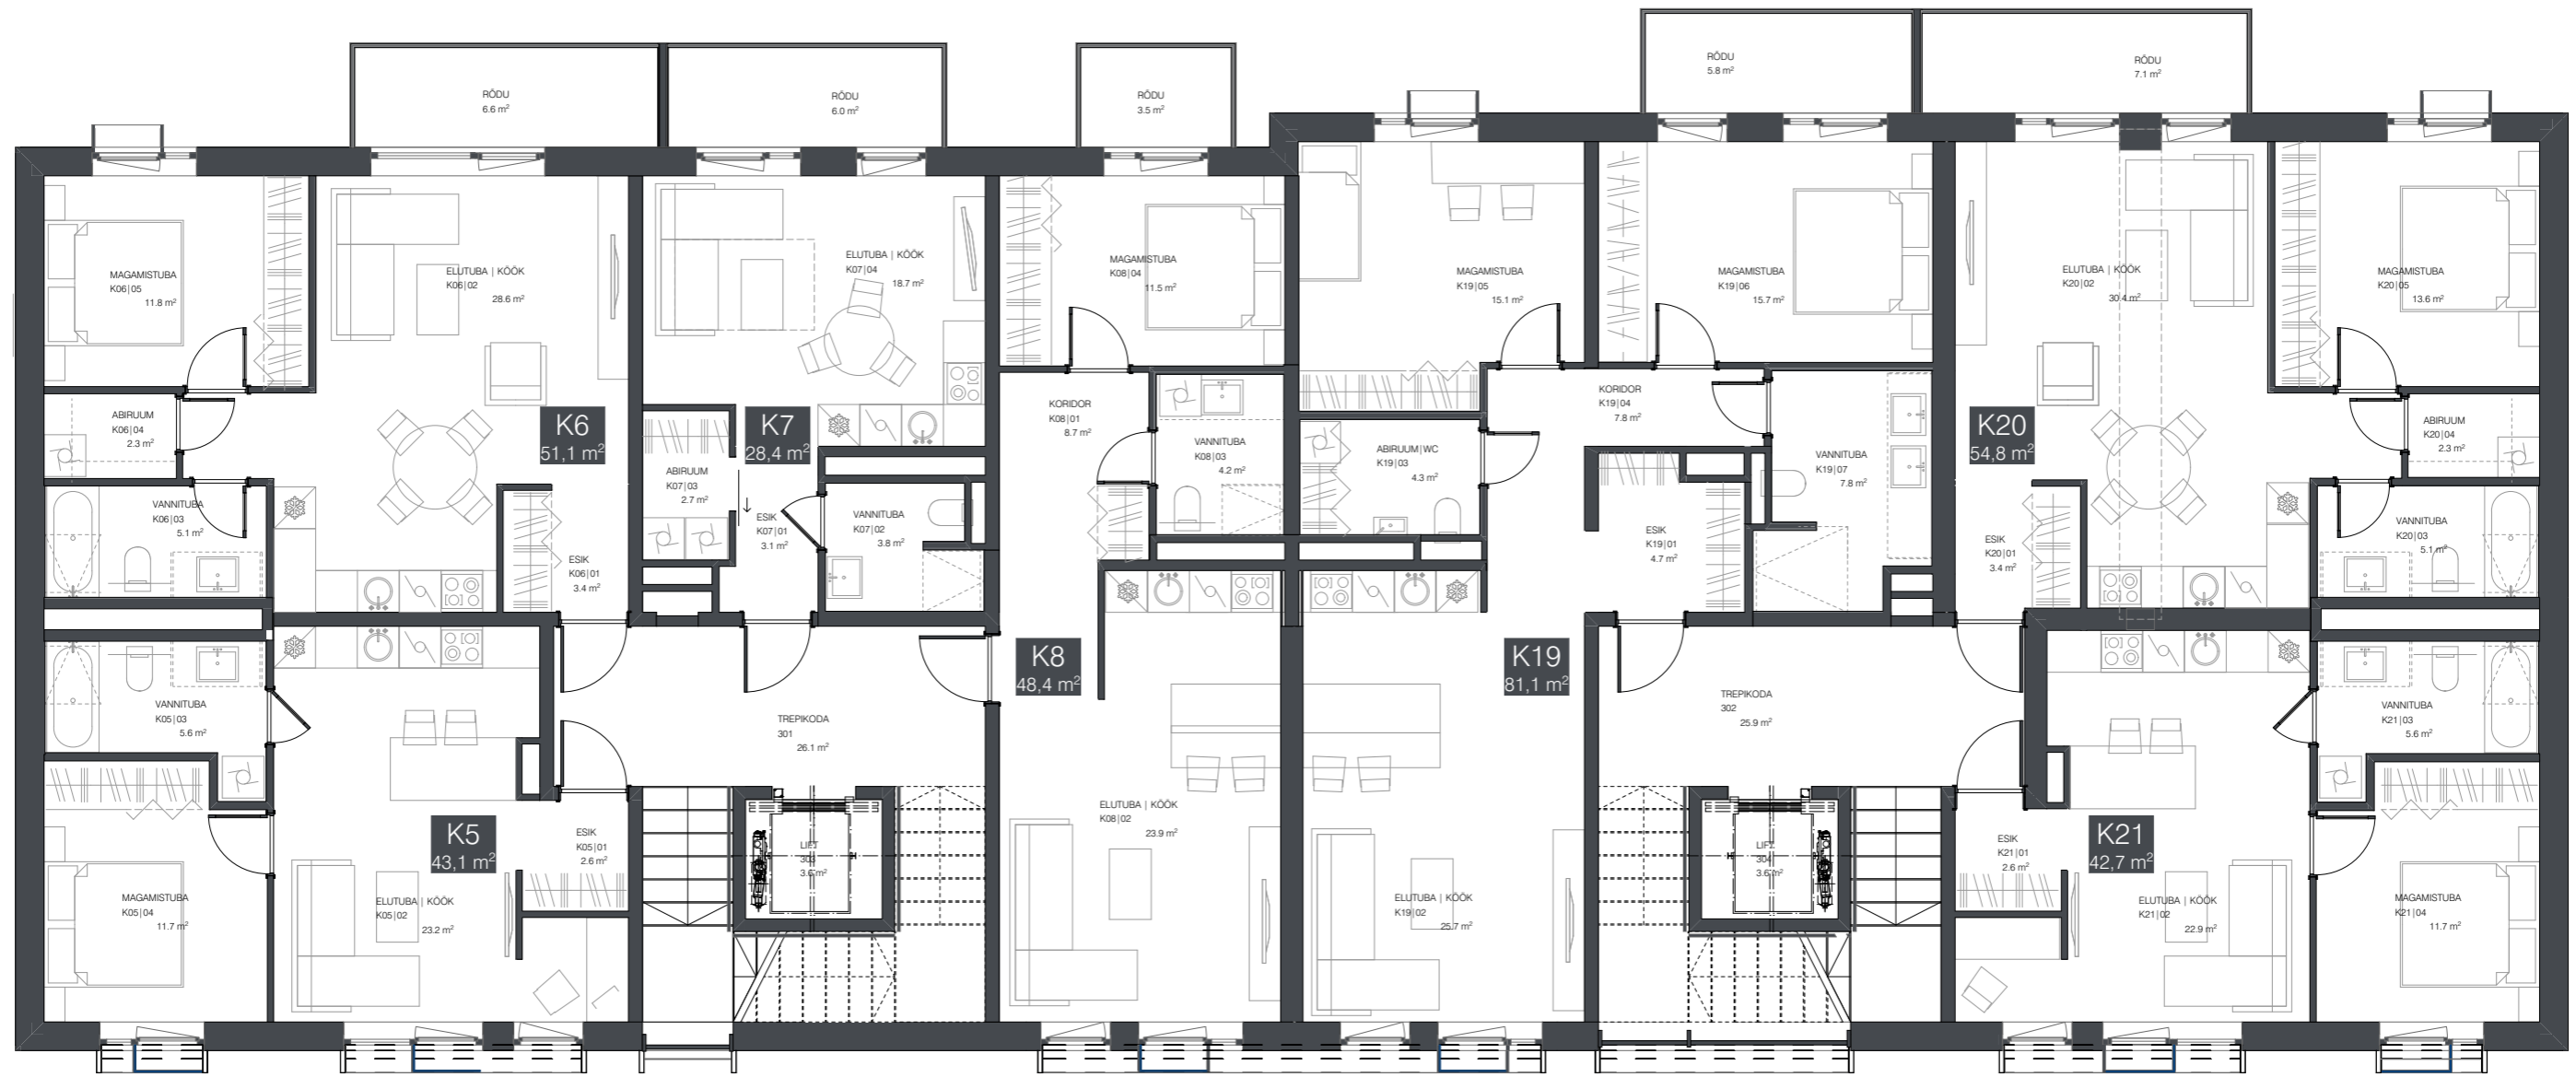 RÕDU
6.6 m²
RÕDU
6.0 m²
RÕDU
3.5 m²
RÕDU
5.8 m²
RÕDU
7.1 m²
MAGAMISTUBA
K06|05
11.8 m²
ELUTUBA | KÖÖK
K06|02
28.6 m²
ABIRUUM
K06|04
2.3 m²
K6
51,1 m²
VANNITUBA
K06|03
5.1 m²
ESIK
K06|01
3.4 m²
ELUTUBA | KÖÖK
K07|04
18.7 m²
K7
28,4 m²
ABIRUUM
K07|03
2.7 m²
ESIK
K07|01
3.1 m²
VANNITUBA
K07|02
3.8 m²
MAGAMISTUBA
K08|04
11.5 m²
KORIDOR
K08|01
8.7 m²
VANNITUBA
K08|03
4.2 m²
K8
48,4 m²
ELUTUBA | KÖÖK
K08|02
23.9 m²
MAGAMISTUBA
K19|05
15.1 m²
MAGAMISTUBA
K19|06
15.7 m²
KORIDOR
K19|04
7.8 m²
ABIRUUM|WC
K19|03
4.3 m²
VANNITUBA
K19|07
7.8 m²
ESIK
K19|01
4.7 m²
K19
81,1 m²
ELUTUBA | KÖÖK
K19|02
25.7 m²
ELUTUBA | KÖÖK
K20|02
30.4 m²
MAGAMISTUBA
K20|05
13.6 m²
K20
54,8 m²
ABIRUUM
K20|04
2.3 m²
ESIK
K20|01
3.4 m²
VANNITUBA
K20|03
5.1 m²
VANNITUBA
K05|03
5.6 m²
TREPIKODA
301
26.1 m²
K5
43,1 m²
ESIK
K05|01
2.6 m²
MAGAMISTUBA
K05|04
11.7 m²
ELUTUBA | KÖÖK
K05|02
23.2 m²
LIFT
303
3.6 m²
TREPIKODA
302
25.9 m²
LIFT
304
3.6 m²
VANNITUBA
K21|03
5.6 m²
ESIK
K21|01
2.6 m²
K21
42,7 m²
ELUTUBA | KÖÖK
K21|02
22.9 m²
MAGAMISTUBA
K21|04
11.7 m²